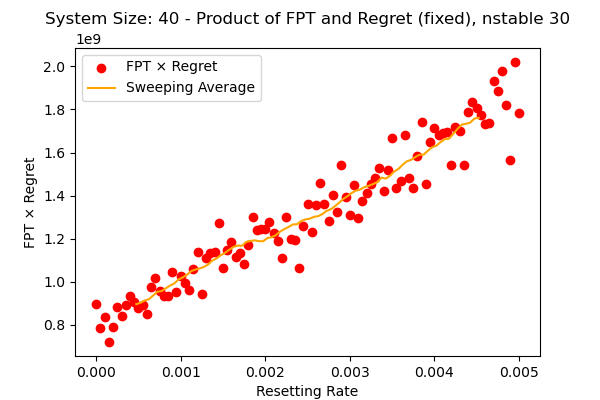 System Size: 40 - Product of FPT and Regret (fixed), nstable 30
1e9
FPT × Regret
Sweeping Average
2.0
1.8
1.6
1.4
1.2
1.0
0.8
FPT × Regret
0.000 0.001 0.002 0.003 0.004 0.005
Resetting Rate